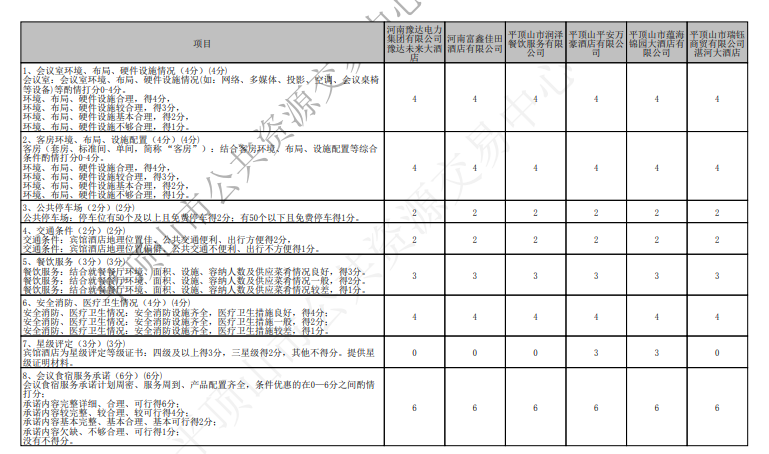 项目
河南豫达电力
集团有限公司
豫达未来大酒
店
河南富鑫佳田
酒店有限公司
平顶山市润泽
餐饮服务有限
公司
平顶山平安万
豪酒店有限公
司
平顶山市蕴海
锦园大酒店有
限公司
平顶山市瑞钰
商贸有限公司
湛河大酒店
1、会议室环境、布局、硬件设施情况（4分）(4分)
会议室：会议室环境、布局、硬件设施情况(如：网络、多媒体、投影、空调、会议桌椅
等设备)等酌情打分0-4分。
环境、布局、硬件设施合理，得4分，
环境、布局、硬件设施较合理，得3分，
环境、布局、硬件设施基本合理，得2分，
环境、布局、硬件设施不够合理，得1分。
4 4 4 4 4 4
2、客房环境、布局、设施配置（4分）(4分)
客房（套房、标准间、单间，简称“客房”）：结合客房环境、布局、设施配置等综合
条件酌情打分0-4分。
环境、布局、硬件设施合理，得4分，
环境、布局、硬件设施较合理，得3分，
环境、布局、硬件设施基本合理，得2分，
环境、布局、硬件设施不够合理，得1分。
4 4 4 4 4 4
3、公共停车场（2分）(2分)
公共停车场：停车位有50个及以上且免费停车得2分；有50个以下且免费停车得1分。
2 2 2 2 2 2
4、交通条件（2分）(2分)
交通条件：宾馆酒店地理位置佳、公共交通便利、出行方便得2分，
交通条件：宾馆酒店地理位置偏僻、公共交通不便利、出行不方便得1分。
2 2 2 2 2 2
5、餐饮服务（3分）(3分)
餐饮服务：结合就餐餐厅环境、面积、设施、容纳人数及供应菜肴情况良好，得3分。
餐饮服务：结合就餐餐厅环境、面积、设施、容纳人数及供应菜肴情况一般，得2分。
餐饮服务：结合就餐餐厅环境、面积、设施、容纳人数及供应菜肴情况较差，得1分。
3 3 3 3 3 3
6、安全消防、医疗卫生情况（4分）(4分)
安全消防、医疗卫生情况：安全消防设施齐全，医疗卫生措施良好，得4分；
安全消防、医疗卫生情况：安全消防设施齐全，医疗卫生措施一般，得2分；
安全消防、医疗卫生情况：安全消防设施齐全，医疗卫生措施较差，得1分。
4 4 4 4 4 4
7、星级评定（3分）(3分)
宾馆酒店为星级评定等级证书：四级及以上得3分，三星级得2分，其他不得分。提供星
级证明材料。
0 0 0 3 3 0
8、会议食宿服务承诺（6分）(6分)
会议食宿服务承诺计划周密、服务周到、产品配置齐全，条件优惠的在0—6分之间酌情
打分；
承诺内容完整详细、合理、可行得6分；
承诺内容较完整、较合理、较可行得4分；
承诺内容基本完整、基本合理、基本可行得2分；
承诺内容欠缺、不够合理、可行得1分；
没有不得分。
6 6 6 6 6 6
平顶山市公共资源交易中心
平顶山市公共资源交易中心